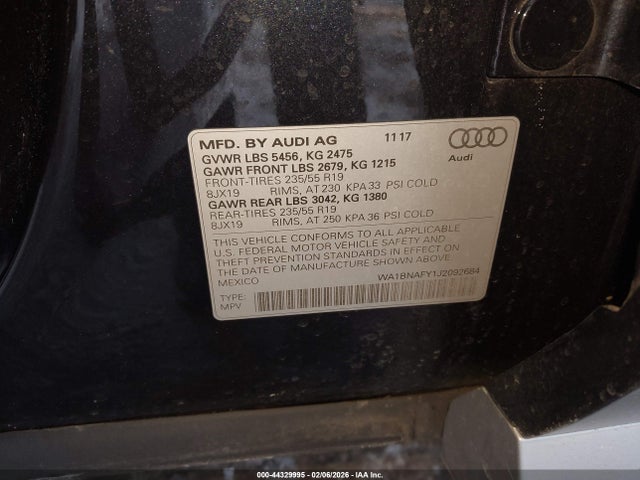 MFD. BY AUDI AG 11 17
GVWR LBS 5456, KG 2475
GAWR FRONT LBS 2679, KG 1215
FRONT-TIRES 235/55 R19
8JX19 RIMS, AT 230 KPA 33 PSI COLD
GAWR REAR LBS 3042, KG 1380
REAR-TIRES 235/55 R19
8JX19 RIMS, AT 250 KPA 36 PSI COLD
Audi
THIS VEHICLE CONFORMS TO ALL APPLICABLE
U.S. FEDERAL MOTOR VEHICLE SAFETY AND
THEFT PREVENTION STANDARDS IN EFFECT ON
THE DATE OF MANUFACTURE SHOWN ABOVE.
MEXICO
WA1BNAFY1J2092684
TYPE:
MPV
000-44329995 - 02/06/2026 - IAA Inc.